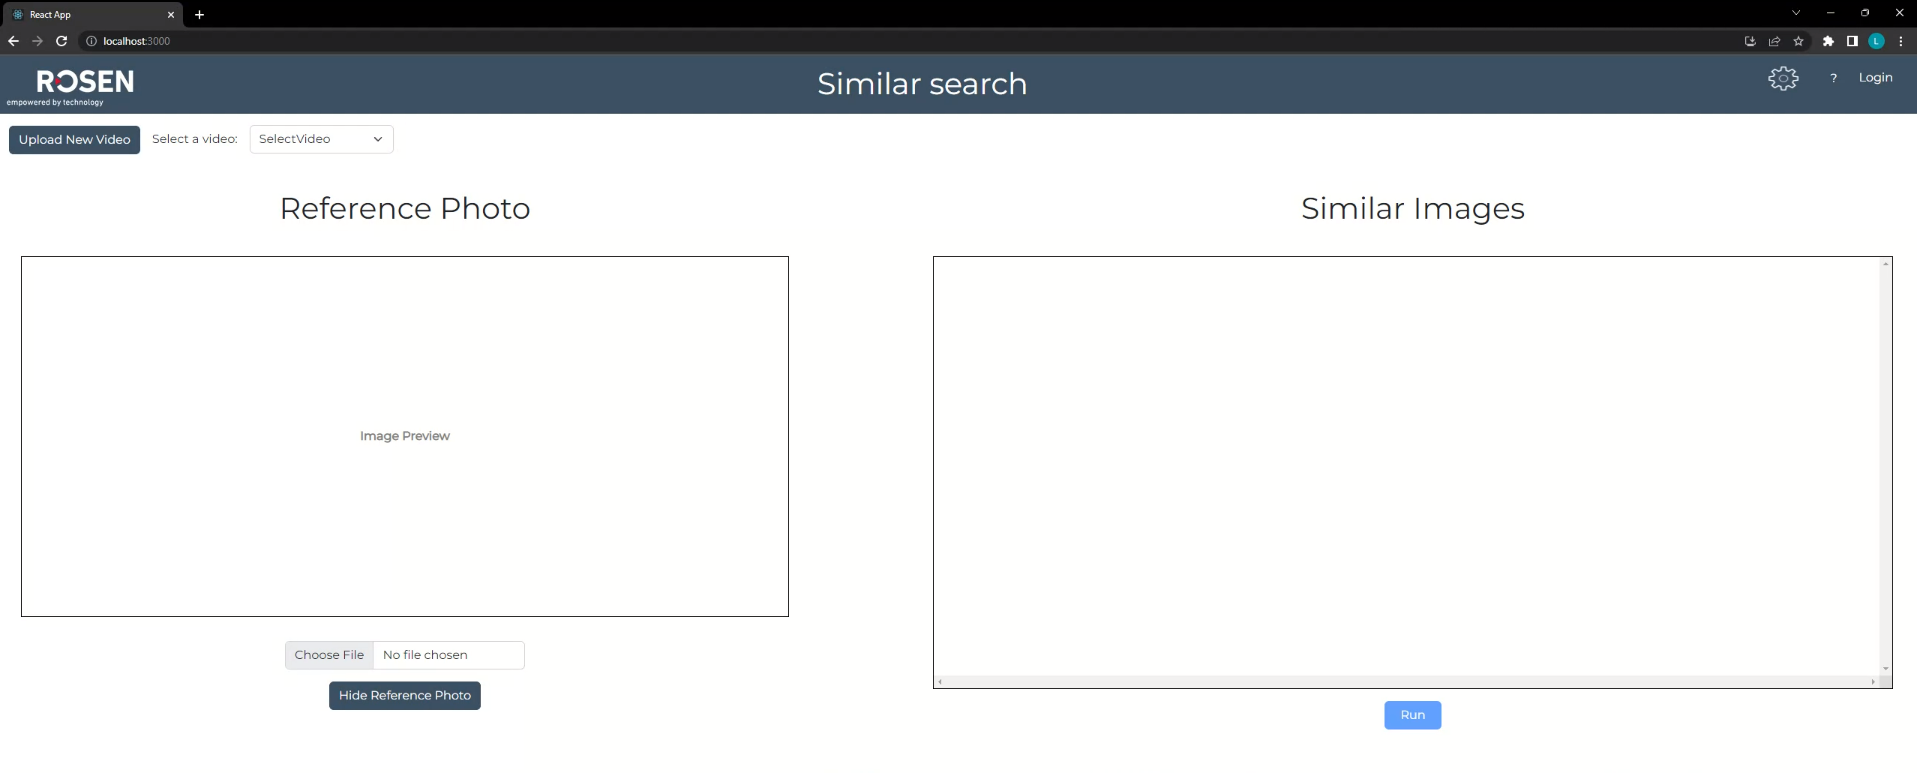 React App
localhost:3000
L
ROSEN
empowered by technology
Similar search
? Login
Upload New Video Select a video: SelectVideo
Reference Photo
Similar Images
Image Preview
Choose File No file chosen
Hide Reference Photo
Run